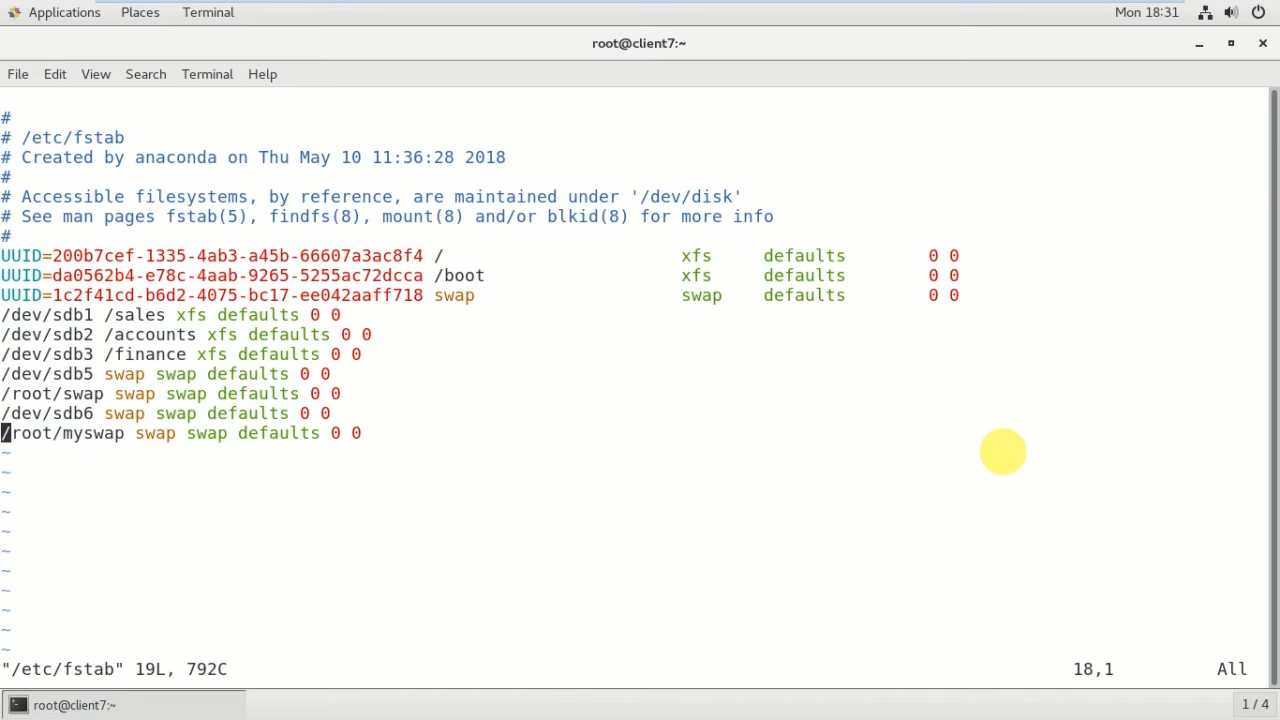 Applications Places Terminal Mon 18:31
root@client7:~
File Edit View Search Terminal Help
#
# /etc/fstab
# Created by anaconda on Thu May 10 11:36:28 2018
#
# Accessible filesystems, by reference, are maintained under '/dev/disk'
# See man pages fstab(5), findfs(8), mount(8) and/or blkid(8) for more info
#
UUID=200b7cef-1335-4ab3-a45b-66607a3ac8f4 / xfs defaults 0 0
UUID=da0562b4-e78c-4aab-9265-5255ac72dcca /boot xfs defaults 0 0
UUID=1c2f41cd-b6d2-4075-bc17-ee042aaff718 swap swap defaults 0 0
/dev/sdb1 /sales xfs defaults 0 0
/dev/sdb2 /accounts xfs defaults 0 0
/dev/sdb3 /finance xfs defaults 0 0
/dev/sdb5 swap swap defaults 0 0
/root/swap swap swap defaults 0 0
/dev/sdb6 swap swap defaults 0 0
/root/myswap swap swap defaults 0 0
~
~
~
~
~
~
~
~
~
~
~
"/etc/fstab" 19L, 792C 18,1 All
root@client7:~ 1 / 4